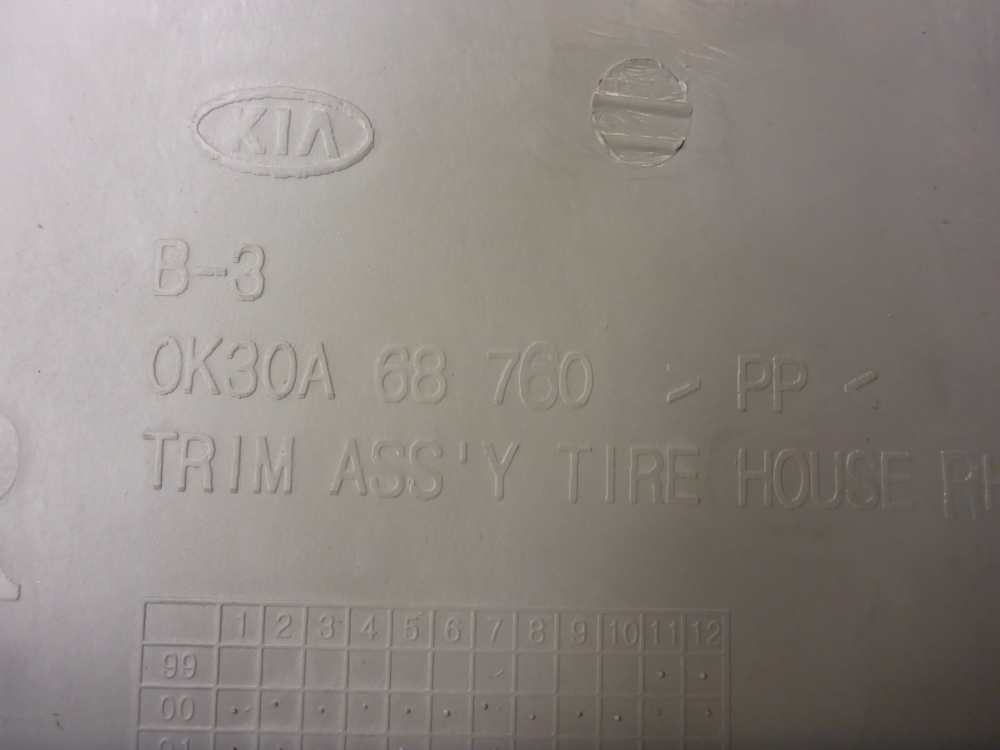 KIA
B-3
0K30A 68 760 > PP <
TRIM ASS'Y TIRE HOUSE
1 2 3 4 5 6 7 8 9 10 11 12
99
00